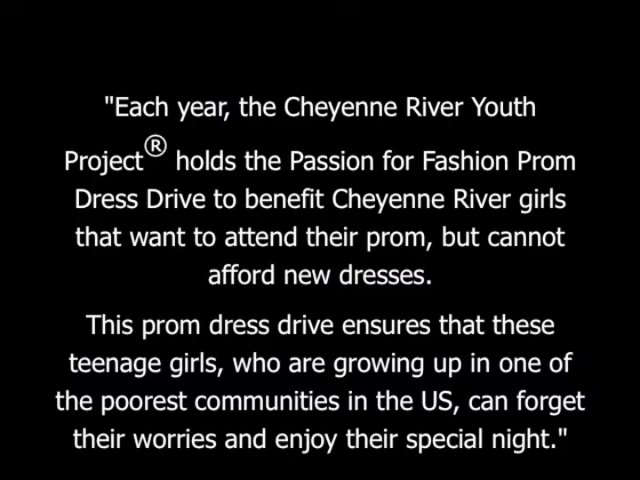 "Each year, the Cheyenne River Youth
Project® holds the Passion for Fashion Prom
Dress Drive to benefit Cheyenne River girls
that want to attend their prom, but cannot
afford new dresses.
This prom dress drive ensures that these
teenage girls, who are growing up in one of
the poorest communities in the US, can forget
their worries and enjoy their special night."